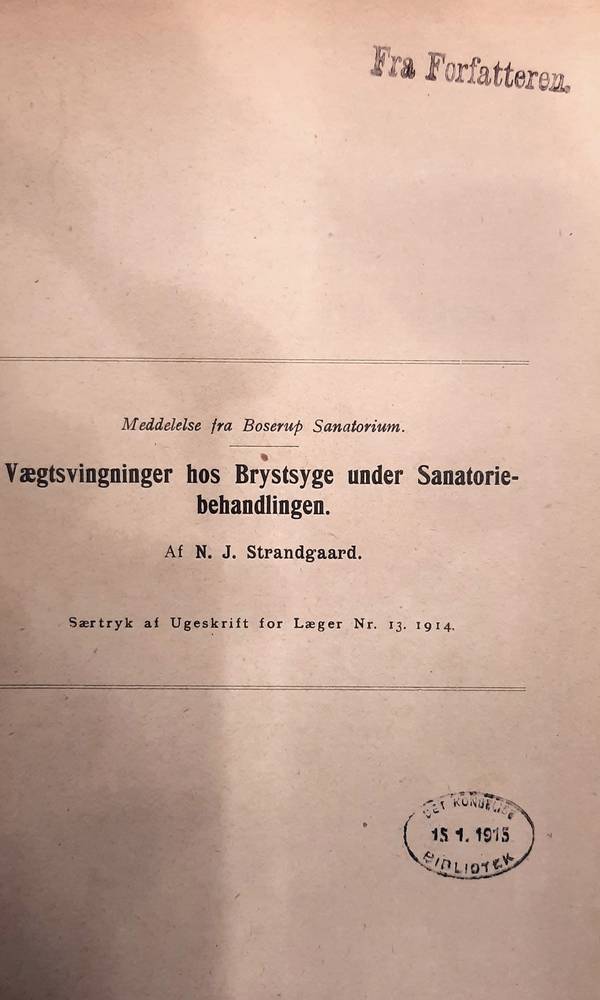 Fra Forfatteren.
Meddelelse fra Boserup Sanatorium.
Vægtsvingninger hos Brystsyge under Sanatorie-
behandlingen.
Af N. J. Strandgaard.
Særtryk af Ugeskrift for Læger Nr. 13. 1914.
DET KONGELIGE
15 1. 1915
BIBLIOTEK